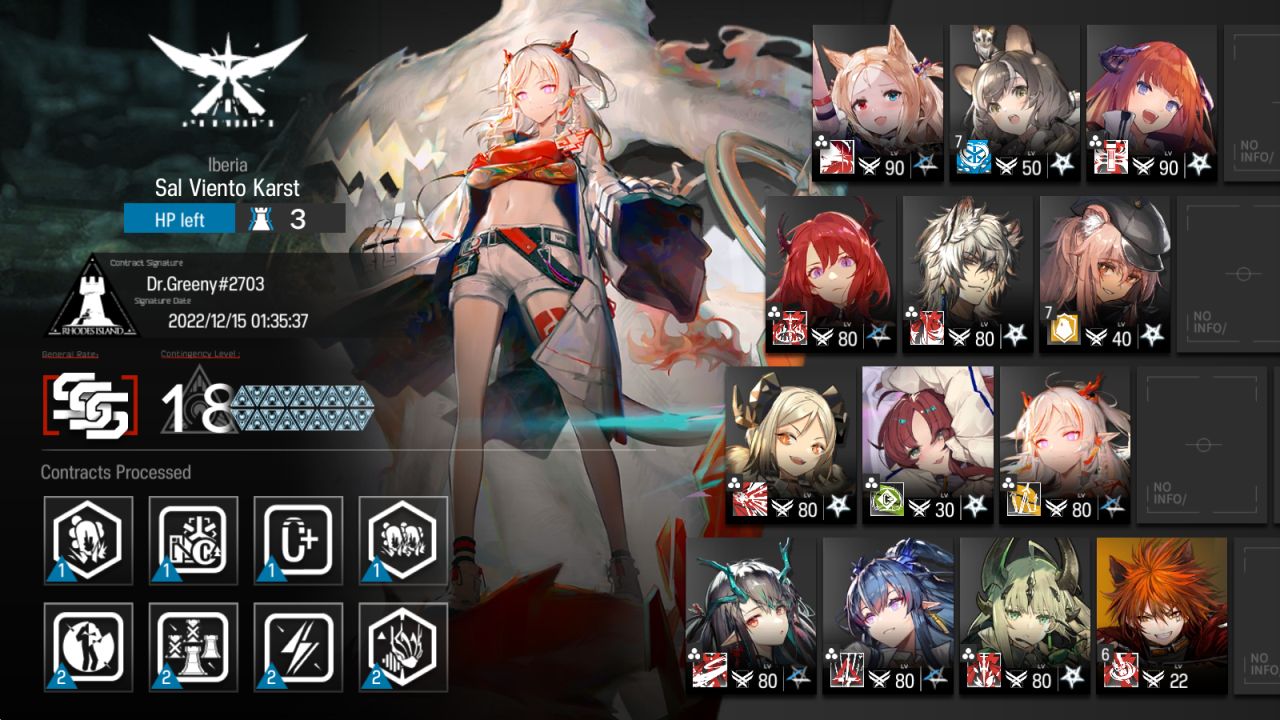 Iberia
Sal Viento Karst
HP left 3
Contract Signature
Dr.Greeny#2703
Signature Date
2022/12/15 01:35:37
RHODES ISLAND
General Rate:
Contingency Level :
18
Contracts Processed
1
1
C+
1
1
2
2
2
2
LV
90
7
LV
50
LV
90
NO
INFO/
LV
80
LV
80
7
LV
40
NO
INFO/
LV
80
LV
30
LV
80
NO
INFO/
LV
80
LV
80
LV
80
6
LV
22
NO
INFO